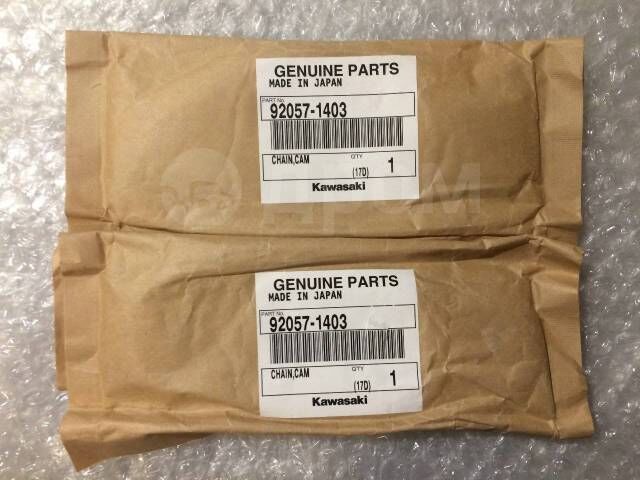 GENUINE PARTS
MADE IN JAPAN
PART No.
92057-1403
CHAIN,CAM
QTY
(17D) 1
Kawasaki
ДРОМ
GENUINE PARTS
MADE IN JAPAN
PART No.
92057-1403
CHAIN,CAM
QTY
(17D) 1
Kawasaki